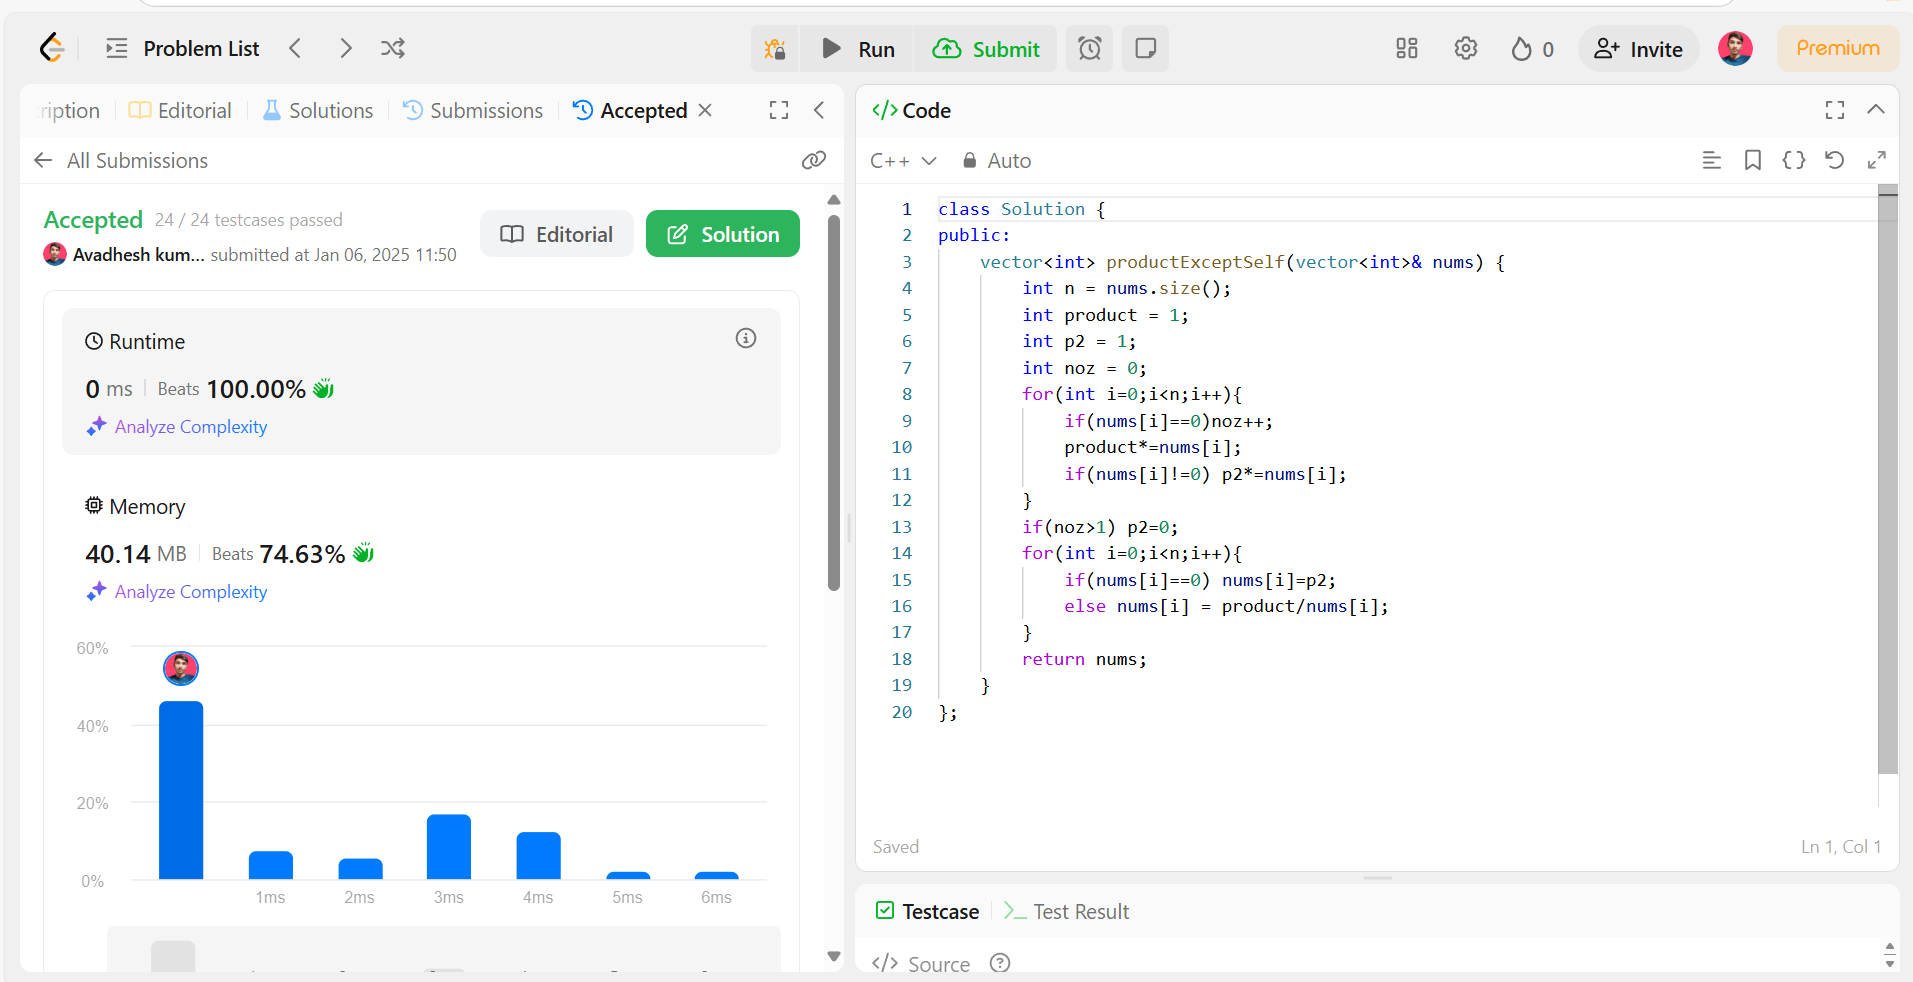 Problem List
Run
Submit
0
Invite
Premium
ription
Editorial
Solutions
Submissions
Accepted
All Submissions
Accepted 24 / 24 testcases passed
Avadhesh kum... submitted at Jan 06, 2025 11:50
Editorial
Solution
Runtime
0 ms Beats 100.00%
Analyze Complexity
Memory
40.14 MB Beats 74.63%
Analyze Complexity
60%
40%
20%
0%
1ms 2ms 3ms 4ms 5ms 6ms
</> Code
C++ Auto
1 class Solution {
2 public:
3 vector<int> productExceptSelf(vector<int>& nums) {
4 int n = nums.size();
5 int product = 1;
6 int p2 = 1;
7 int noz = 0;
8 for(int i=0;i<n;i++){
9 if(nums[i]==0)noz++;
10 product*=nums[i];
11 if(nums[i]!=0) p2*=nums[i];
12 }
13 if(noz>1) p2=0;
14 for(int i=0;i<n;i++){
15 if(nums[i]==0) nums[i]=p2;
16 else nums[i] = product/nums[i];
17 }
18 return nums;
19 }
20 };
Saved
Ln 1, Col 1
Testcase
Test Result
</> Source